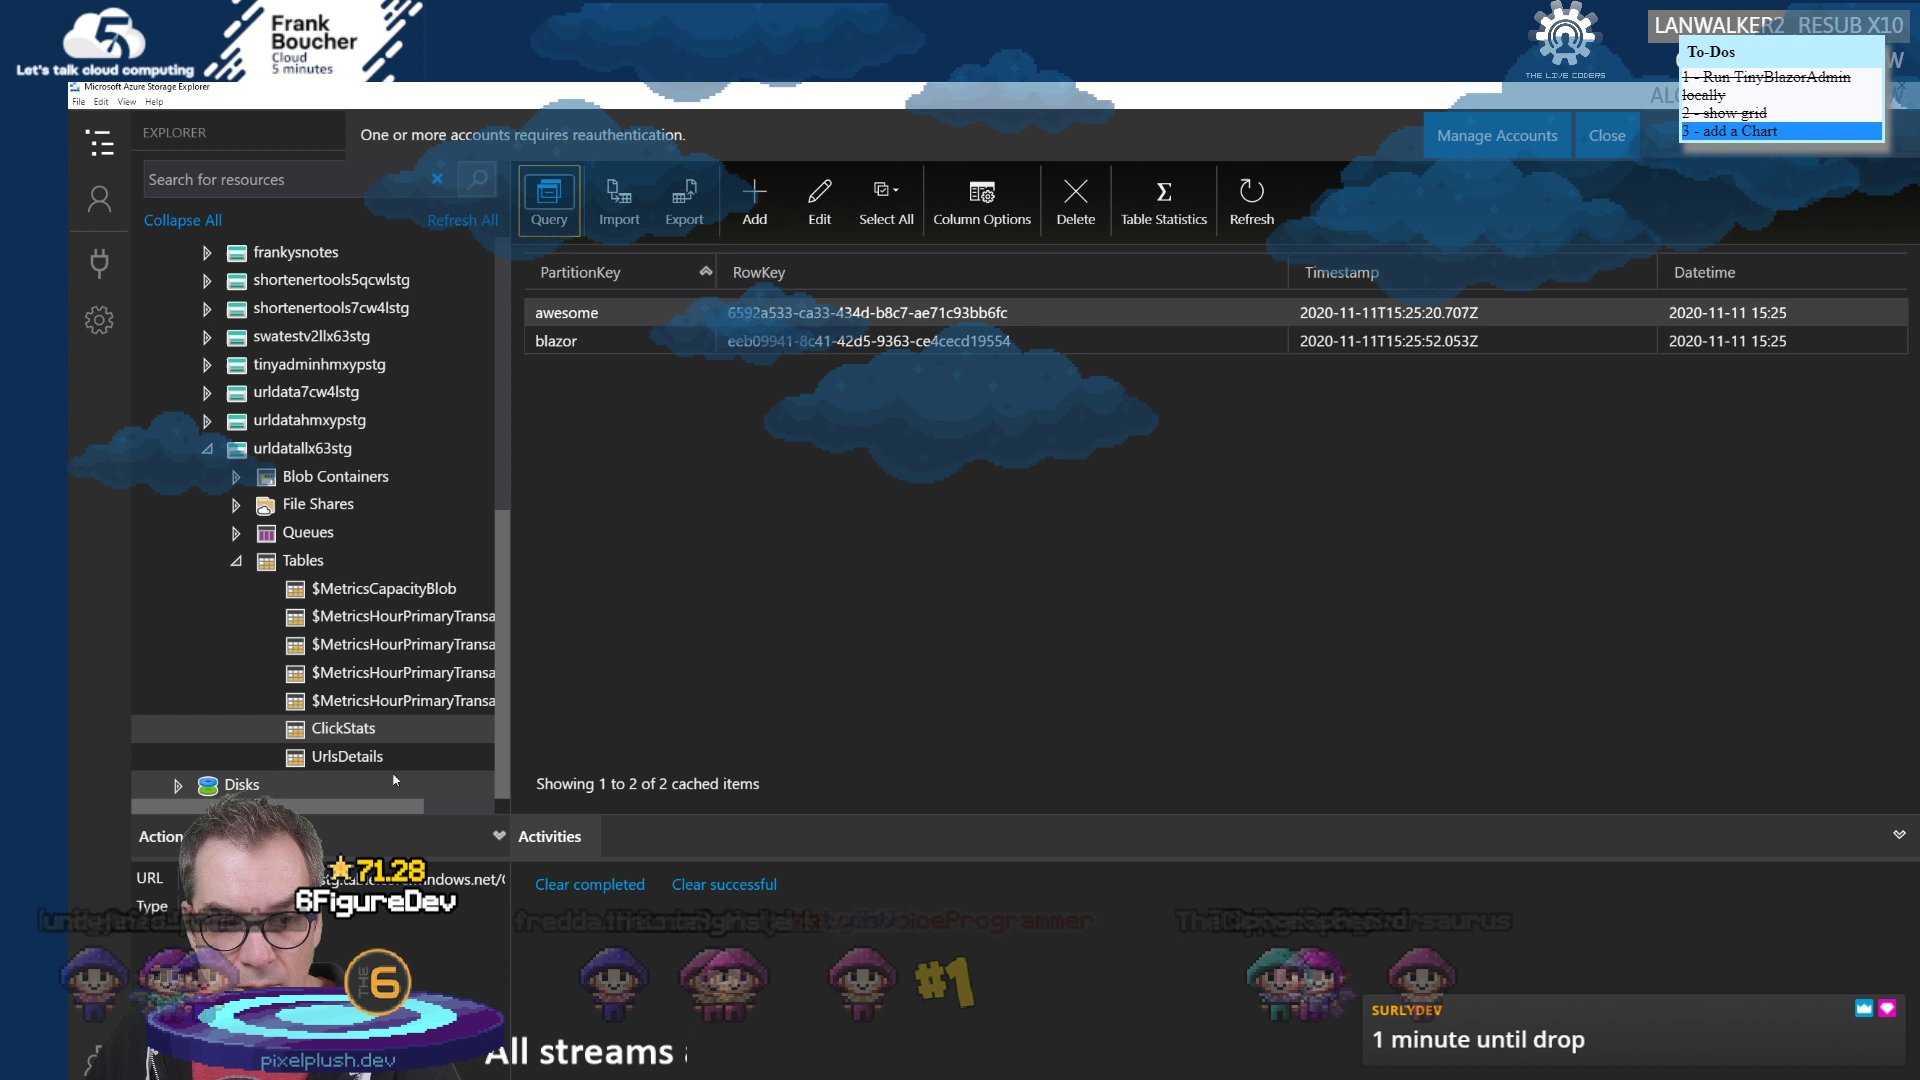 Let's talk cloud computing
5
Frank
Boucher
Cloud
5 minutes
THE LIVE CODERS
LANWALKER2 RESUB X10
To-Dos
1 - Run TinyBlazorAdmin
locally
2 - show grid
3 - add a Chart
Microsoft Azure Storage Explorer
File Edit View Help
EXPLORER
One or more accounts requires reauthentication.
Manage Accounts
Close
Search for resources
Collapse All
Refresh All
Query
Import
Export
Add
Edit
Select All
Column Options
Delete
Table Statistics
Refresh
PartitionKey
RowKey
Timestamp
Datetime
awesome 6592a533-ca33-434d-b8c7-ae71c93bb6fc 2020-11-11T15:25:20.707Z 2020-11-11 15:25
blazor eeb09941-8c41-42d5-9363-ce4cecd19554 2020-11-11T15:25:52.053Z 2020-11-11 15:25
frankysnotes
shortenertools5qcwlstg
shortenertools7cw4lstg
swatestv2llx63stg
tinyadminhmxypstg
urldata7cw4lstg
urldatahmxypstg
urldatallx63stg
Blob Containers
File Shares
Queues
Tables
$MetricsCapacityBlob
$MetricsHourPrimaryTransa
$MetricsHourPrimaryTransa
$MetricsHourPrimaryTransa
$MetricsHourPrimaryTransa
ClickStats
UrlsDetails
Disks
Showing 1 to 2 of 2 cached items
Action
Activities
URL
ndows.net/
Type
Clear completed
Clear successful
71.28
6FigureDev
THE 6
#1
pixelplush.dev
All streams
SURLYDEV
1 minute until drop